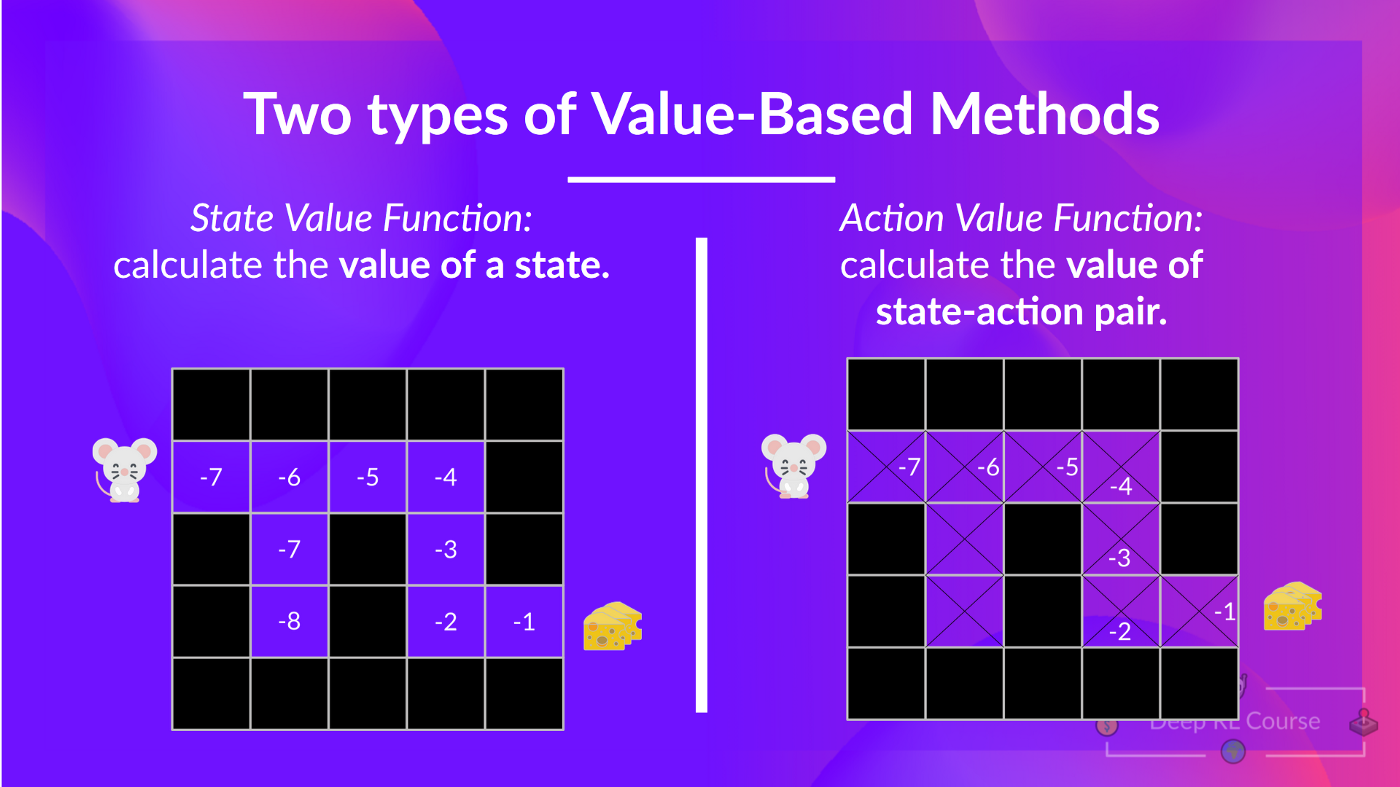 Two types of Value-Based Methods
State Value Function:
calculate the value of a state.
-7 -6 -5 -4
-7 -3
-8 -2 -1
Action Value Function:
calculate the value of
state-action pair.
-7 -6 -5 -4
-3
-2 -1
Deep RL Course